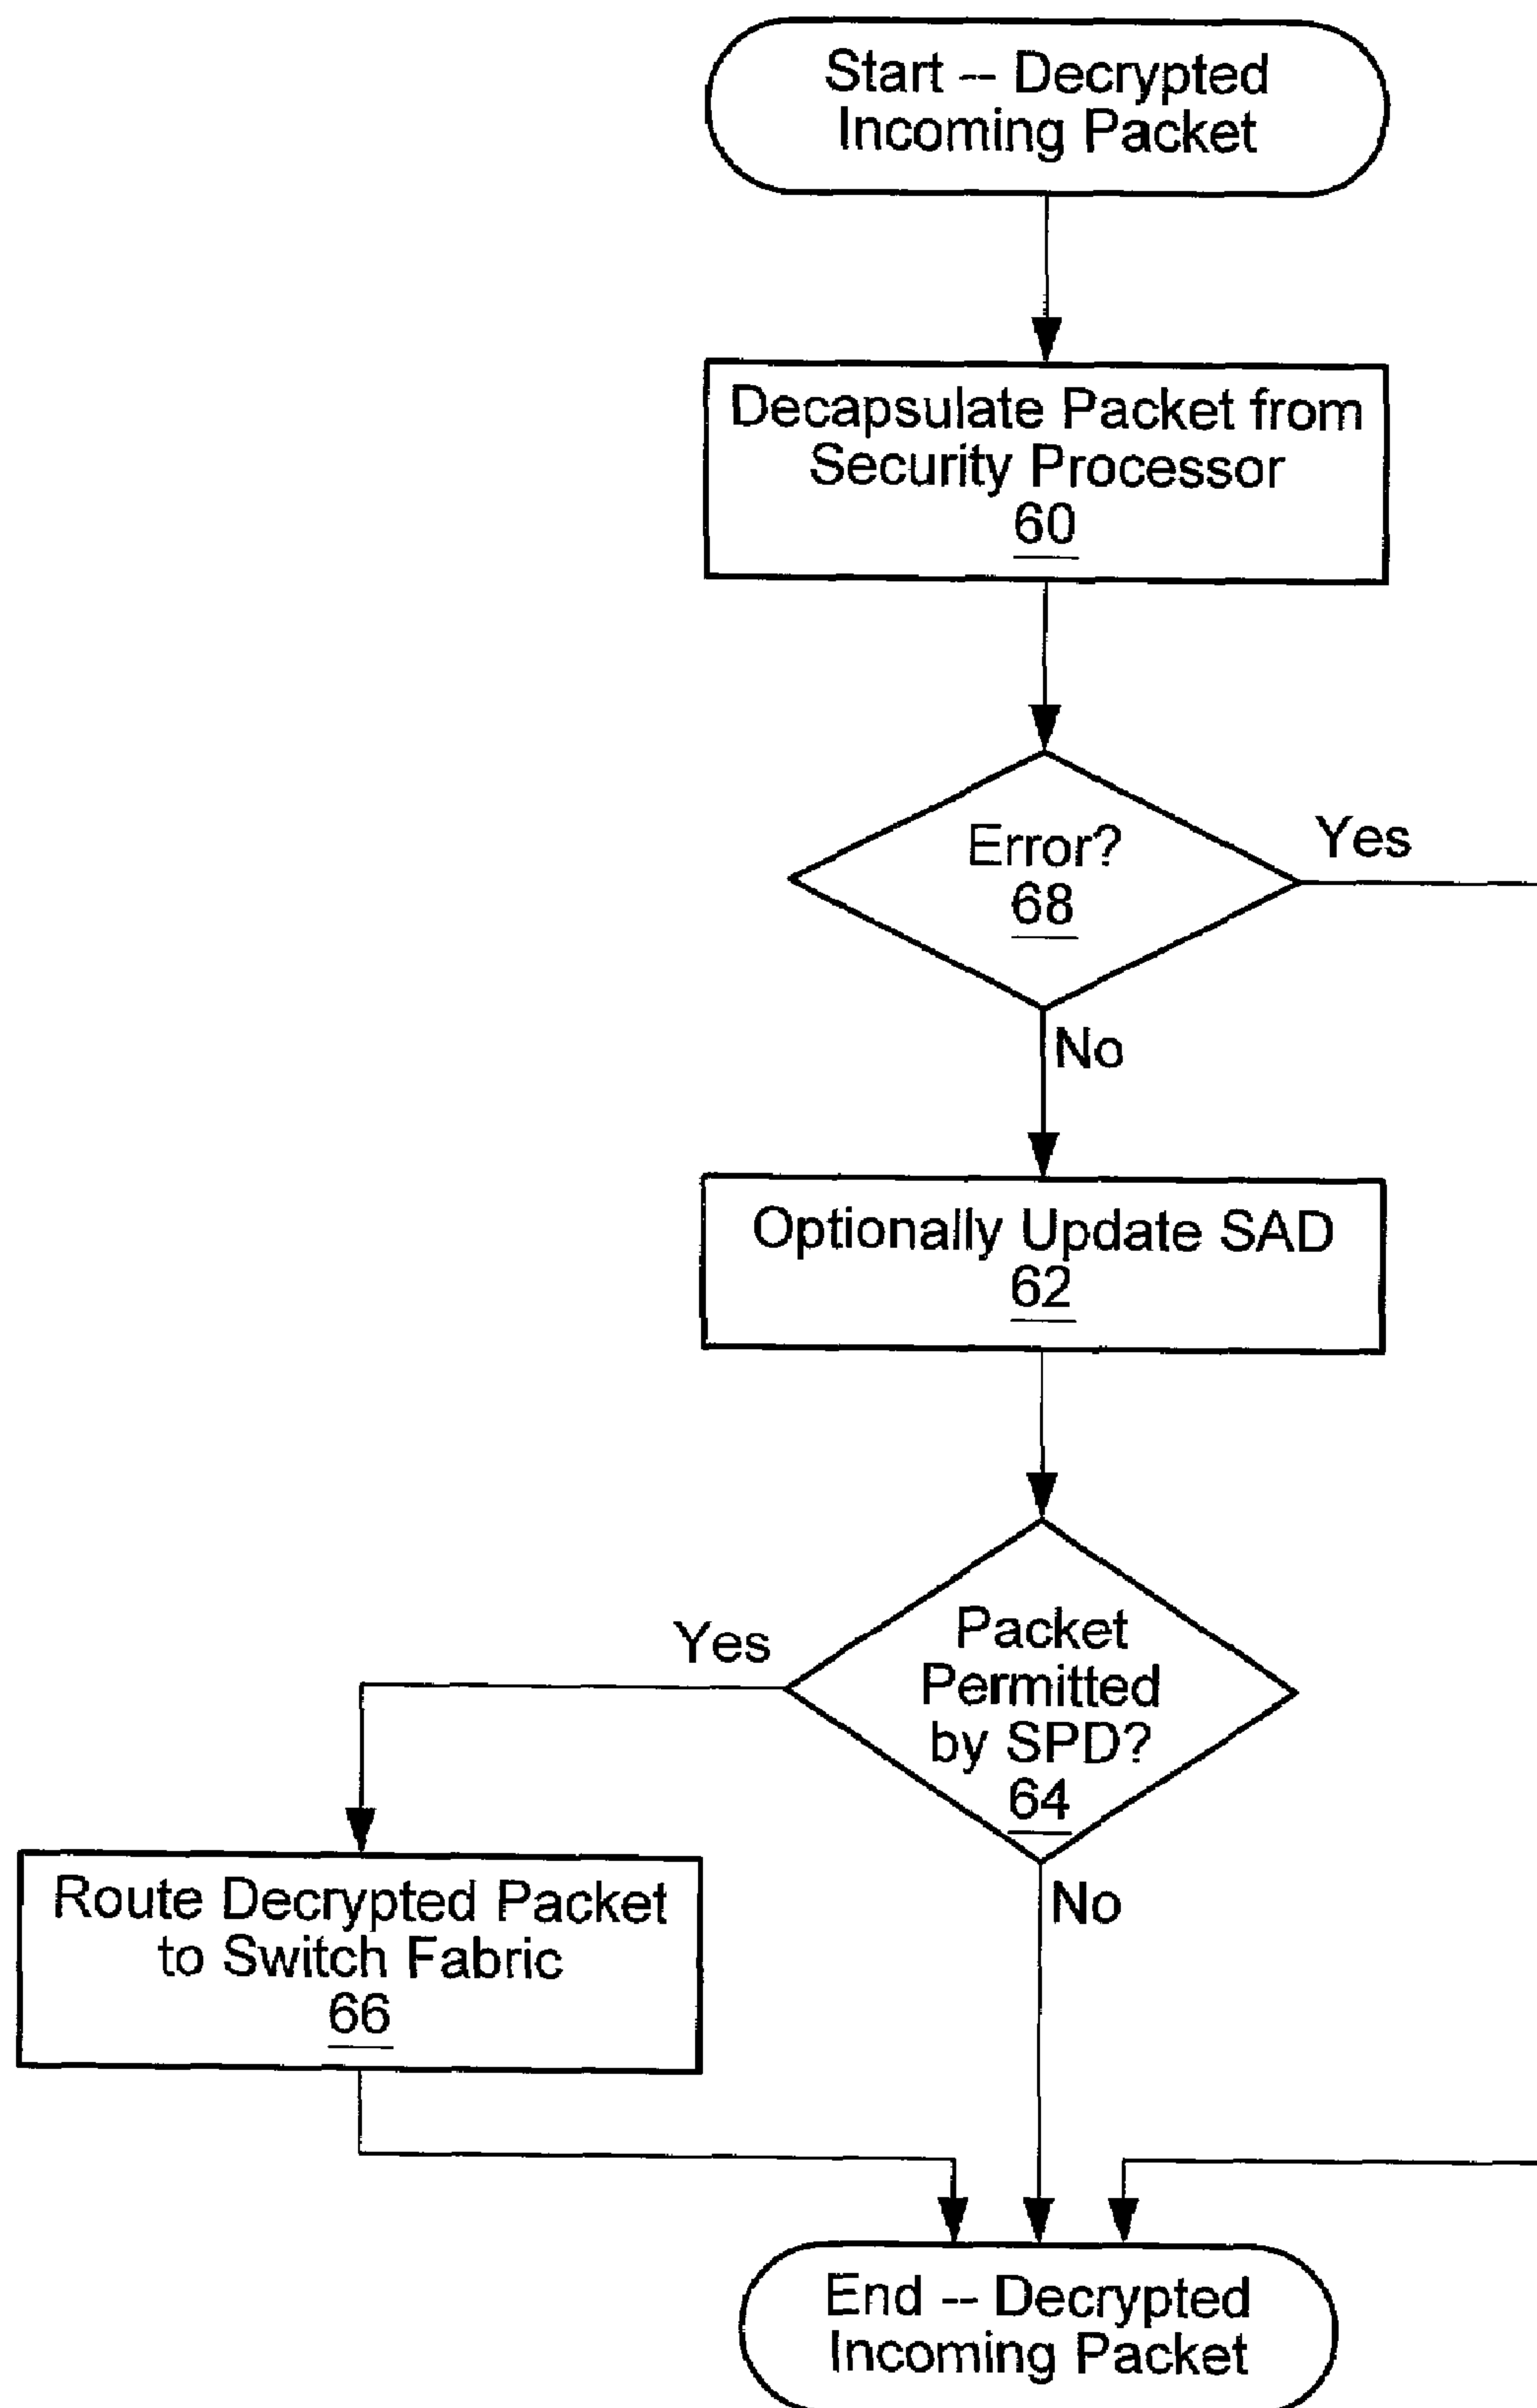 Start -- Decrypted
Incoming Packet
Decapsulate Packet from
Security Processor
60
Error?
68
Yes
No
Optionally Update SAD
62
Packet
Permitted
by SPD?
64
Yes
No
Route Decrypted Packet
to Switch Fabric
66
End -- Decrypted
Incoming Packet